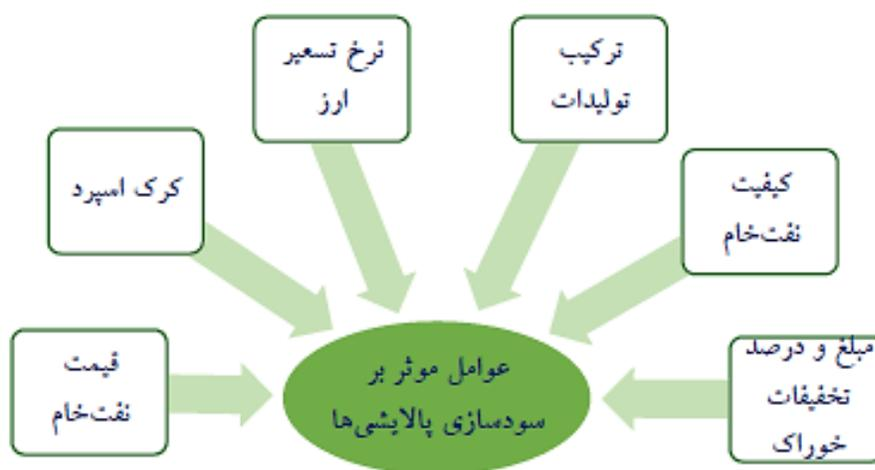 ترکیب
تولیدات
نرخ تسعیر
ارز
کیفیت
نفت‌خام
کرک اسپرد
مبلغ و درصد
تخفیفات
خوراک
قیمت
نفت‌خام
عوامل موثر بر
سودسازی پالایشی‌ها